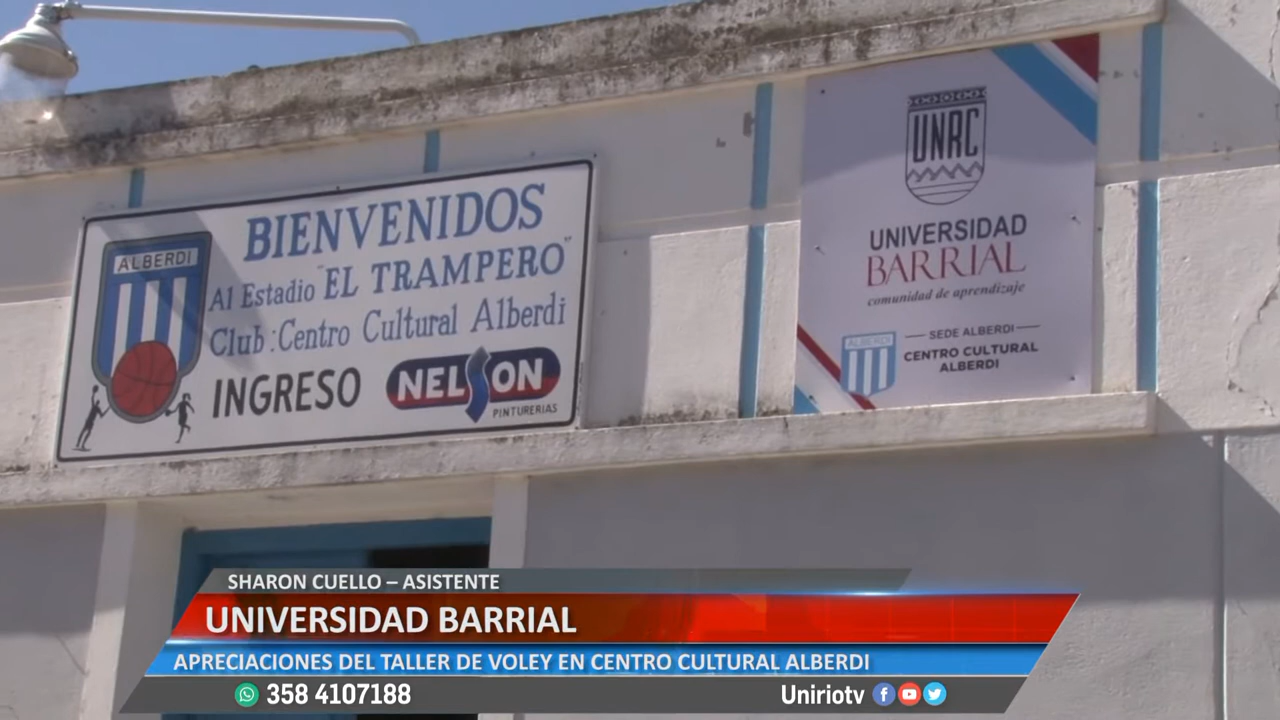 ALBERDI
BIENVENIDOS
Al Estadio "EL TRAMPERO"
Club: Centro Cultural Alberdi
INGRESO
NELSON
PINTURERIAS
UNRC
UNIVERSIDAD
BARRIAL
comunidad de aprendizaje
ALBERDI
SEDE ALBERDI
CENTRO CULTURAL
ALBERDI
SHARON CUELLO – ASISTENTE
UNIVERSIDAD BARRIAL
APRECIACIONES DEL TALLER DE VOLEY EN CENTRO CULTURAL ALBERDI
358 4107188
Uniriotv